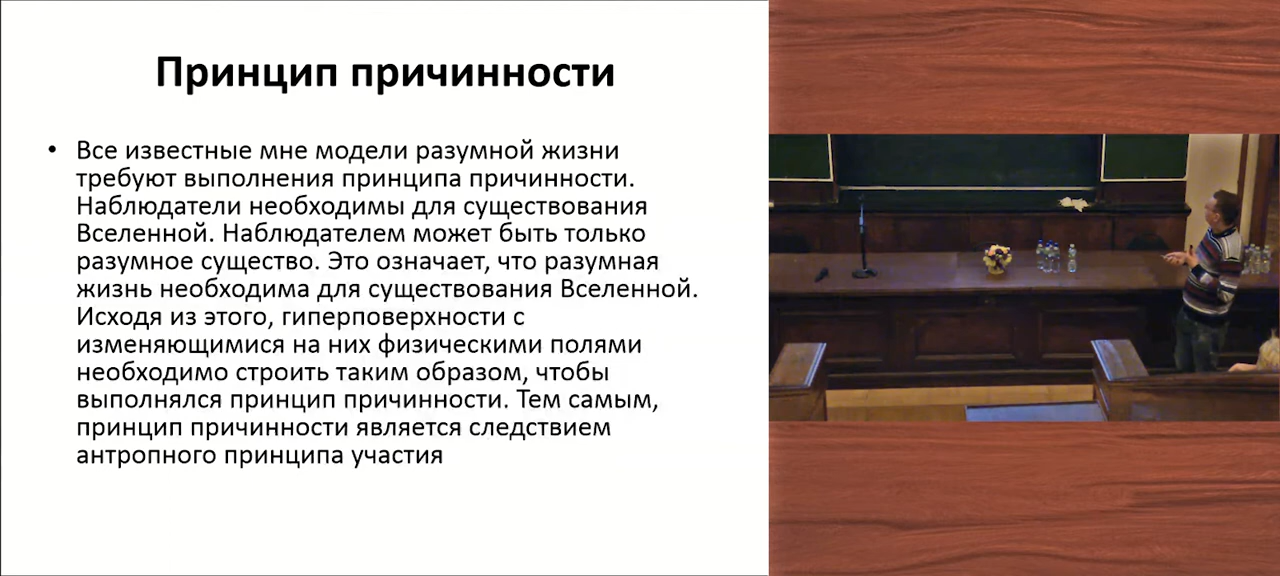 Принцип причинности
• Все известные мне модели разумной жизни
требуют выполнения принципа причинности.
Наблюдатели необходимы для существования
Вселенной. Наблюдателем может быть только
разумное существо. Это означает, что разумная
жизнь необходима для существования Вселенной.
Исходя из этого, гиперповерхности с
изменяющимися на них физическими полями
необходимо строить таким образом, чтобы
выполнялся принцип причинности. Тем самым,
принцип причинности является следствием
антропного принципа участия